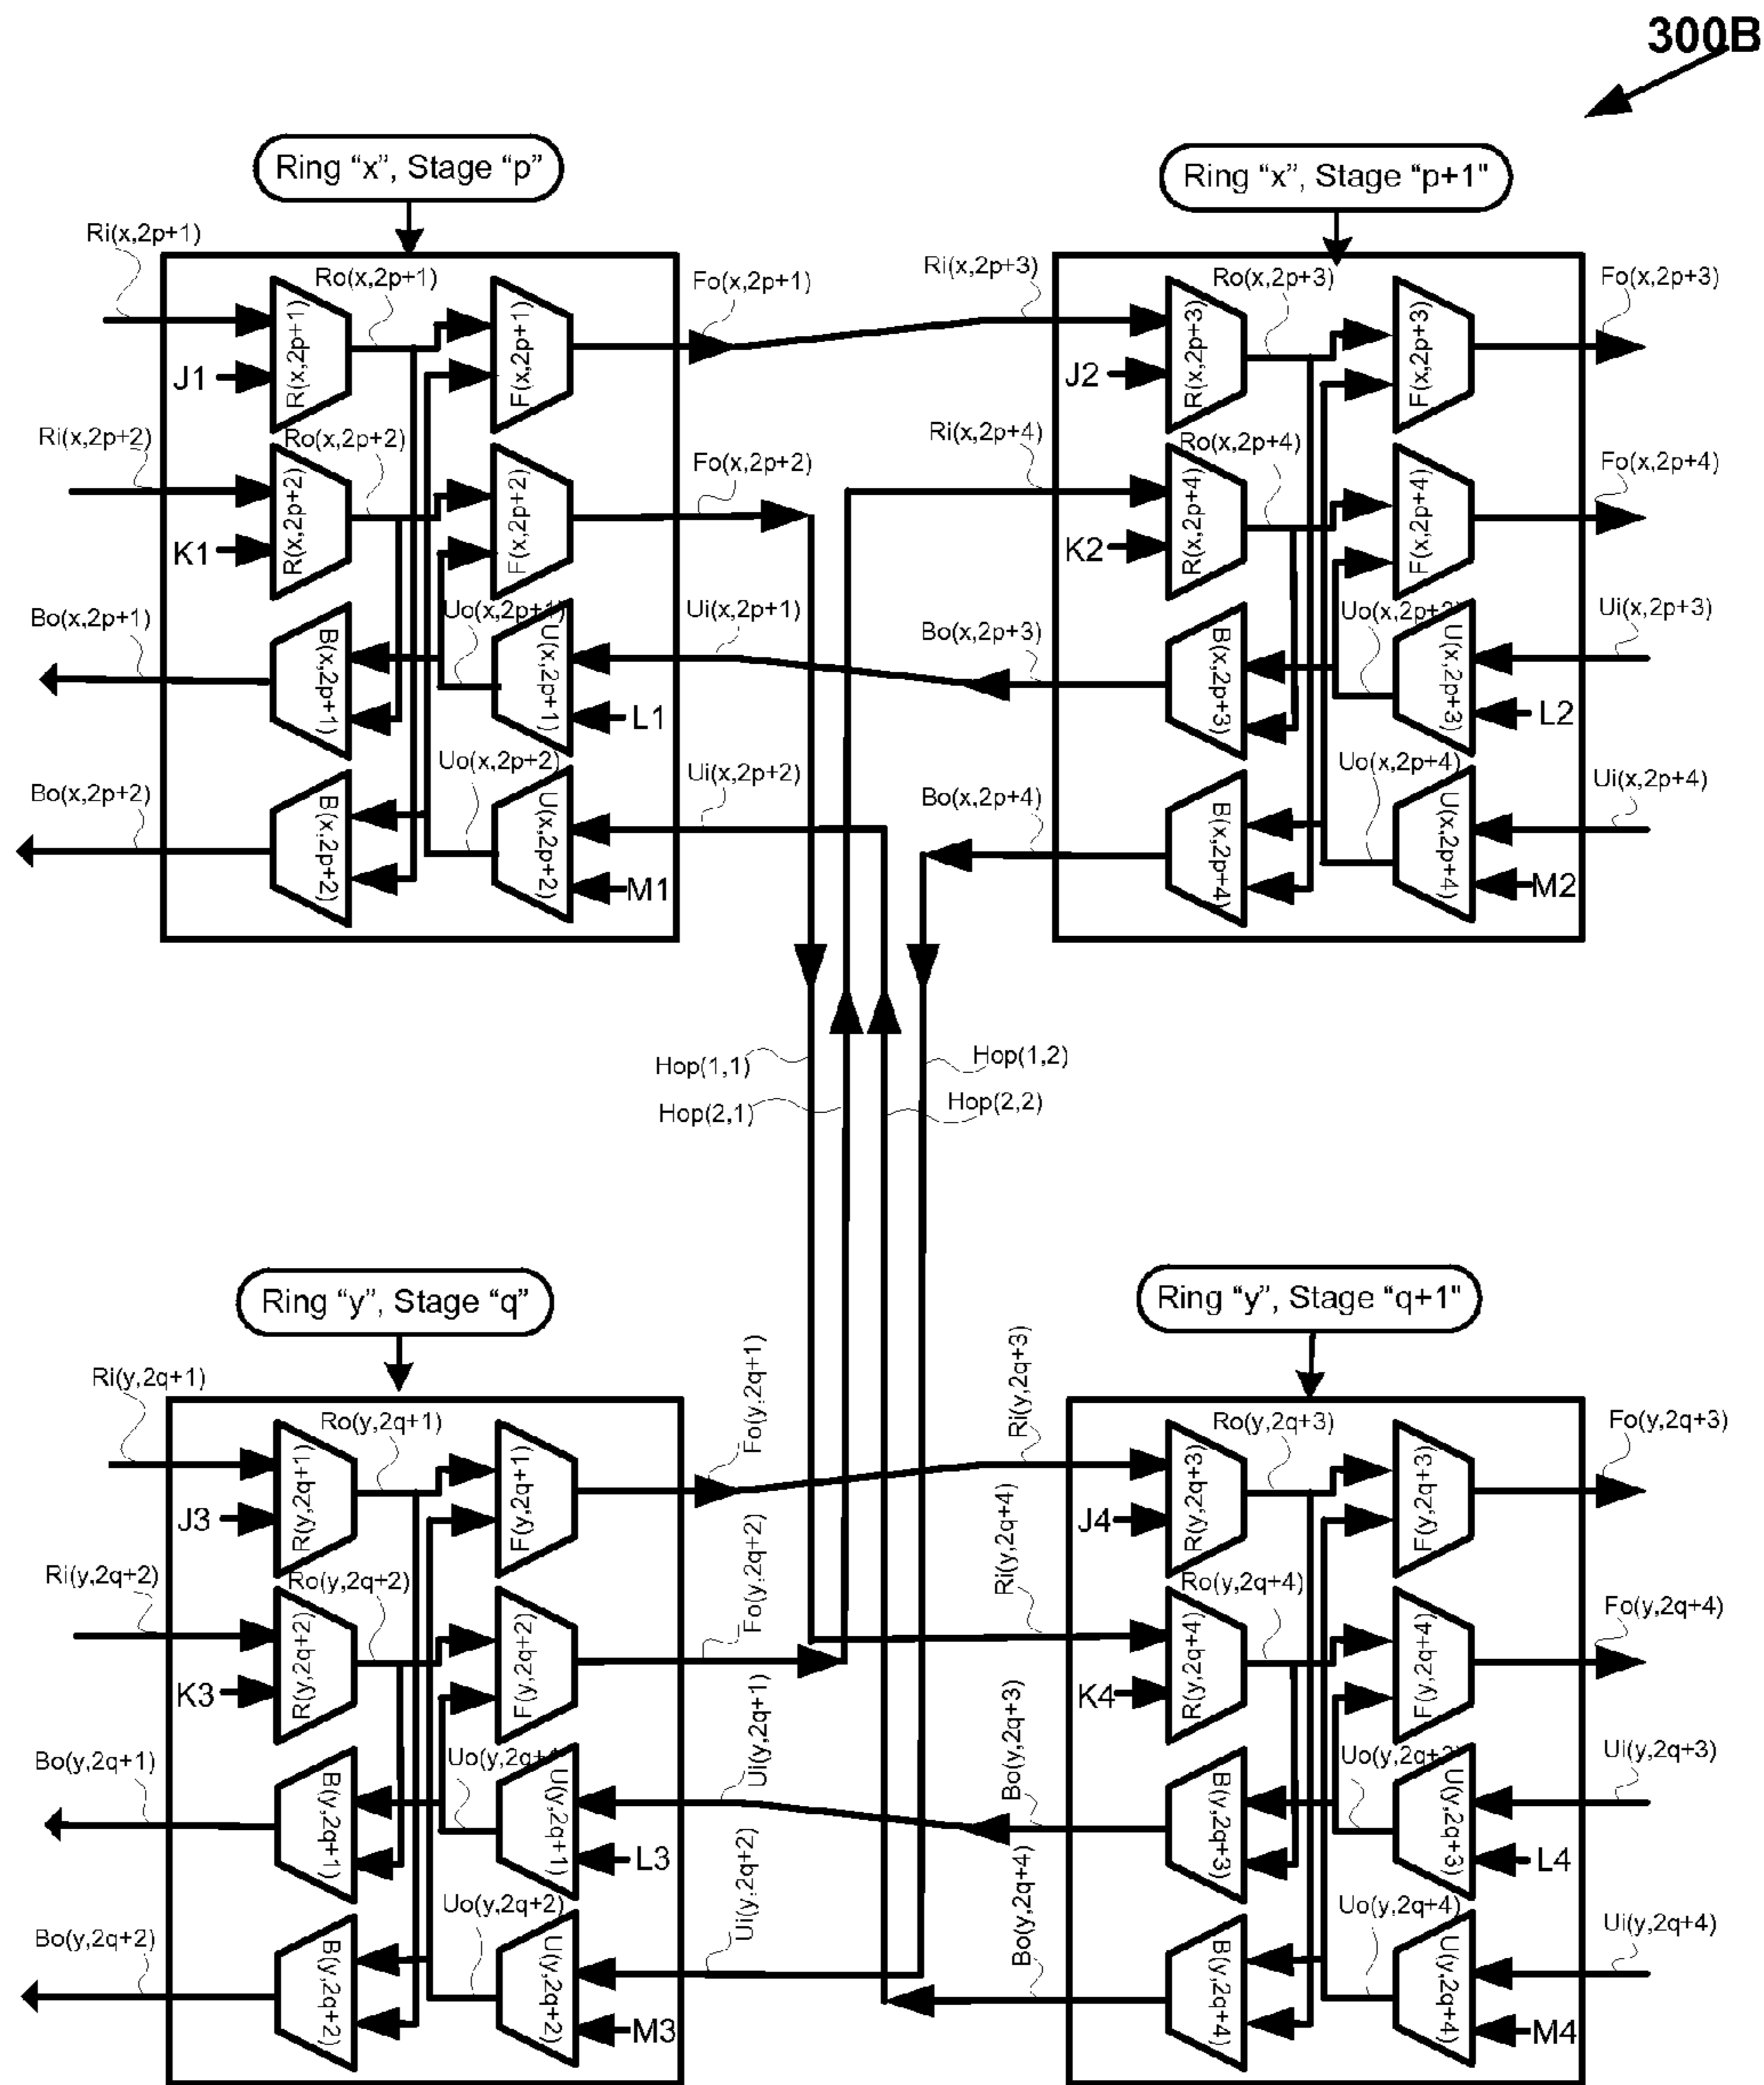 300B
Ring “x”, Stage “p”
Ring “x”, Stage “p+1"
Ri(x,2p+1)
Ro(x,2p+1)
Fo(x,2p+1)
Ri(x,2p+3)
Ro(x,2p+3)
Fo(x,2p+3)
R(x,2p+1)
F(x,2p+1)
R(x,2p+3)
F(x,2p+3)
J1
J2
Ri(x,2p+2)
Ro(x,2p+2)
Fo(x,2p+2)
Ri(x,2p+4)
Ro(x,2p+4)
Fo(x,2p+4)
R(x,2p+2)
F(x,2p+2)
R(x,2p+4)
F(x,2p+4)
K1
K2
Bo(x,2p+1)
Uo(x,2p+1)
Ui(x,2p+1)
Bo(x,2p+3)
Uo(x,2p+3)
Ui(x,2p+3)
B(x,2p+1)
U(x,2p+1)
B(x,2p+3)
U(x,2p+3)
L1
L2
Bo(x,2p+2)
Uo(x,2p+2)
Ui(x,2p+2)
Bo(x,2p+4)
Uo(x,2p+4)
Ui(x,2p+4)
B(x,2p+2)
U(x,2p+2)
B(x,2p+4)
U(x,2p+4)
M1
M2
Hop(1,1)
Hop(1,2)
Hop(2,1)
Hop(2,2)
Ring “y”, Stage “q”
Ring “y”, Stage “q+1"
Ri(y,2q+1)
Ro(y,2q+1)
Fo(y,2q+1)
Ri(y,2q+3)
Ro(y,2q+3)
Fo(y,2q+3)
R(y,2q+1)
F(y,2q+1)
R(y,2q+3)
F(y,2q+3)
J3
J4
Ri(y,2q+2)
Ro(y,2q+2)
Fo(y,2q+2)
Ri(y,2q+4)
Ro(y,2q+4)
Fo(y,2q+4)
R(y,2q+2)
F(y,2q+2)
R(y,2q+4)
F(y,2q+4)
K3
K4
Bo(y,2q+1)
Uo(y,2q+1)
Ui(y,2q+1)
Bo(y,2q+3)
Uo(y,2q+3)
Ui(y,2q+3)
B(y,2q+1)
U(y,2q+1)
B(y,2q+3)
U(y,2q+3)
L3
L4
Bo(y,2q+2)
Uo(y,2q+2)
Ui(y,2q+2)
Bo(y,2q+4)
Uo(y,2q+4)
Ui(y,2q+4)
B(y,2q+2)
U(y,2q+2)
B(y,2q+4)
U(y,2q+4)
M3
M4